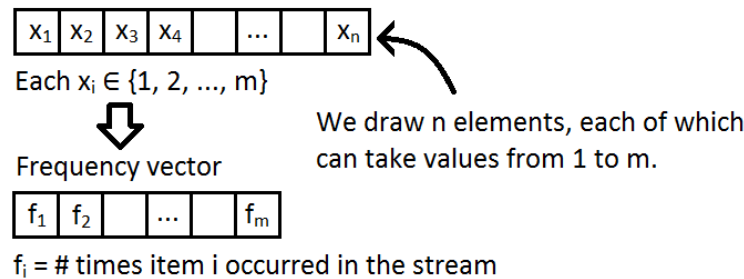 x₁ x₂ x₃ x₄ ... xₙ
Each xᵢ ∈ {1, 2, ..., m}
We draw n elements, each of which
can take values from 1 to m.
Frequency vector
f₁ f₂ ... fₘ
fᵢ = # times item i occurred in the stream